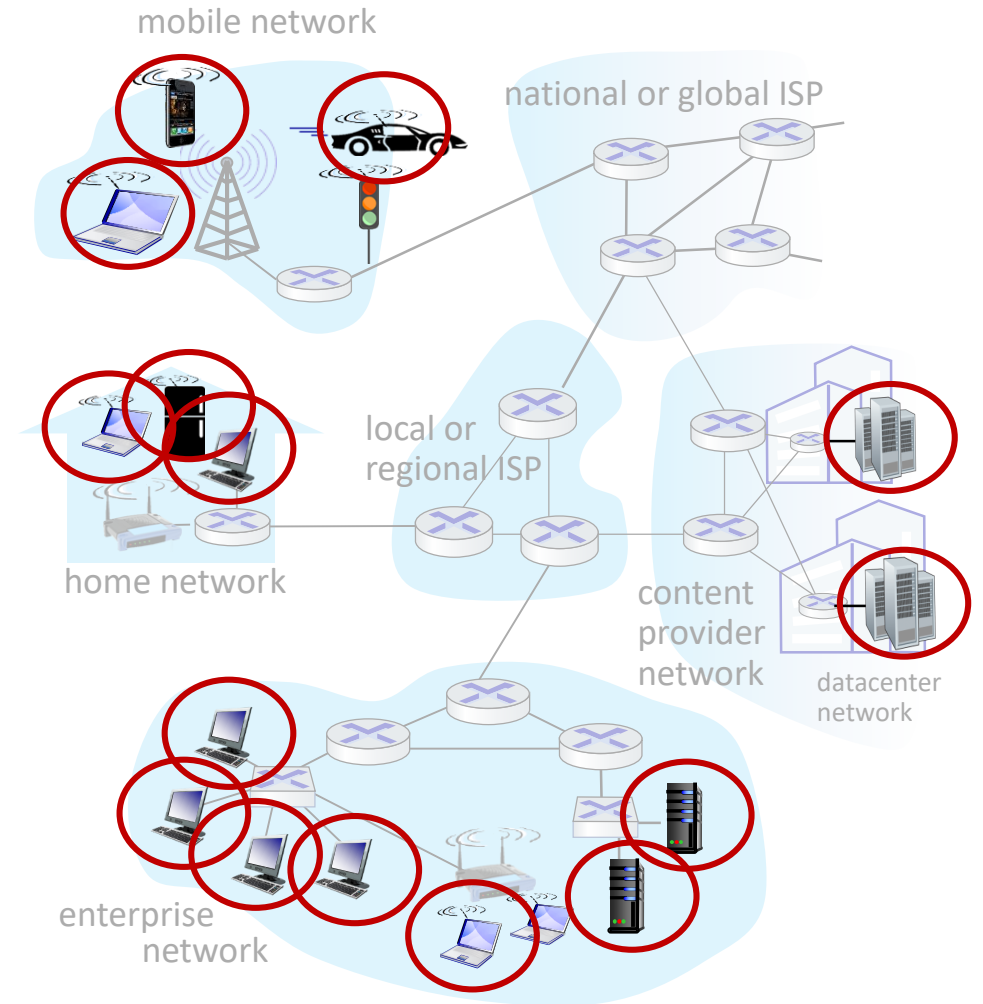 mobile network
national or global ISP
local or
regional ISP
home network
content
provider
network
datacenter
network
enterprise
network